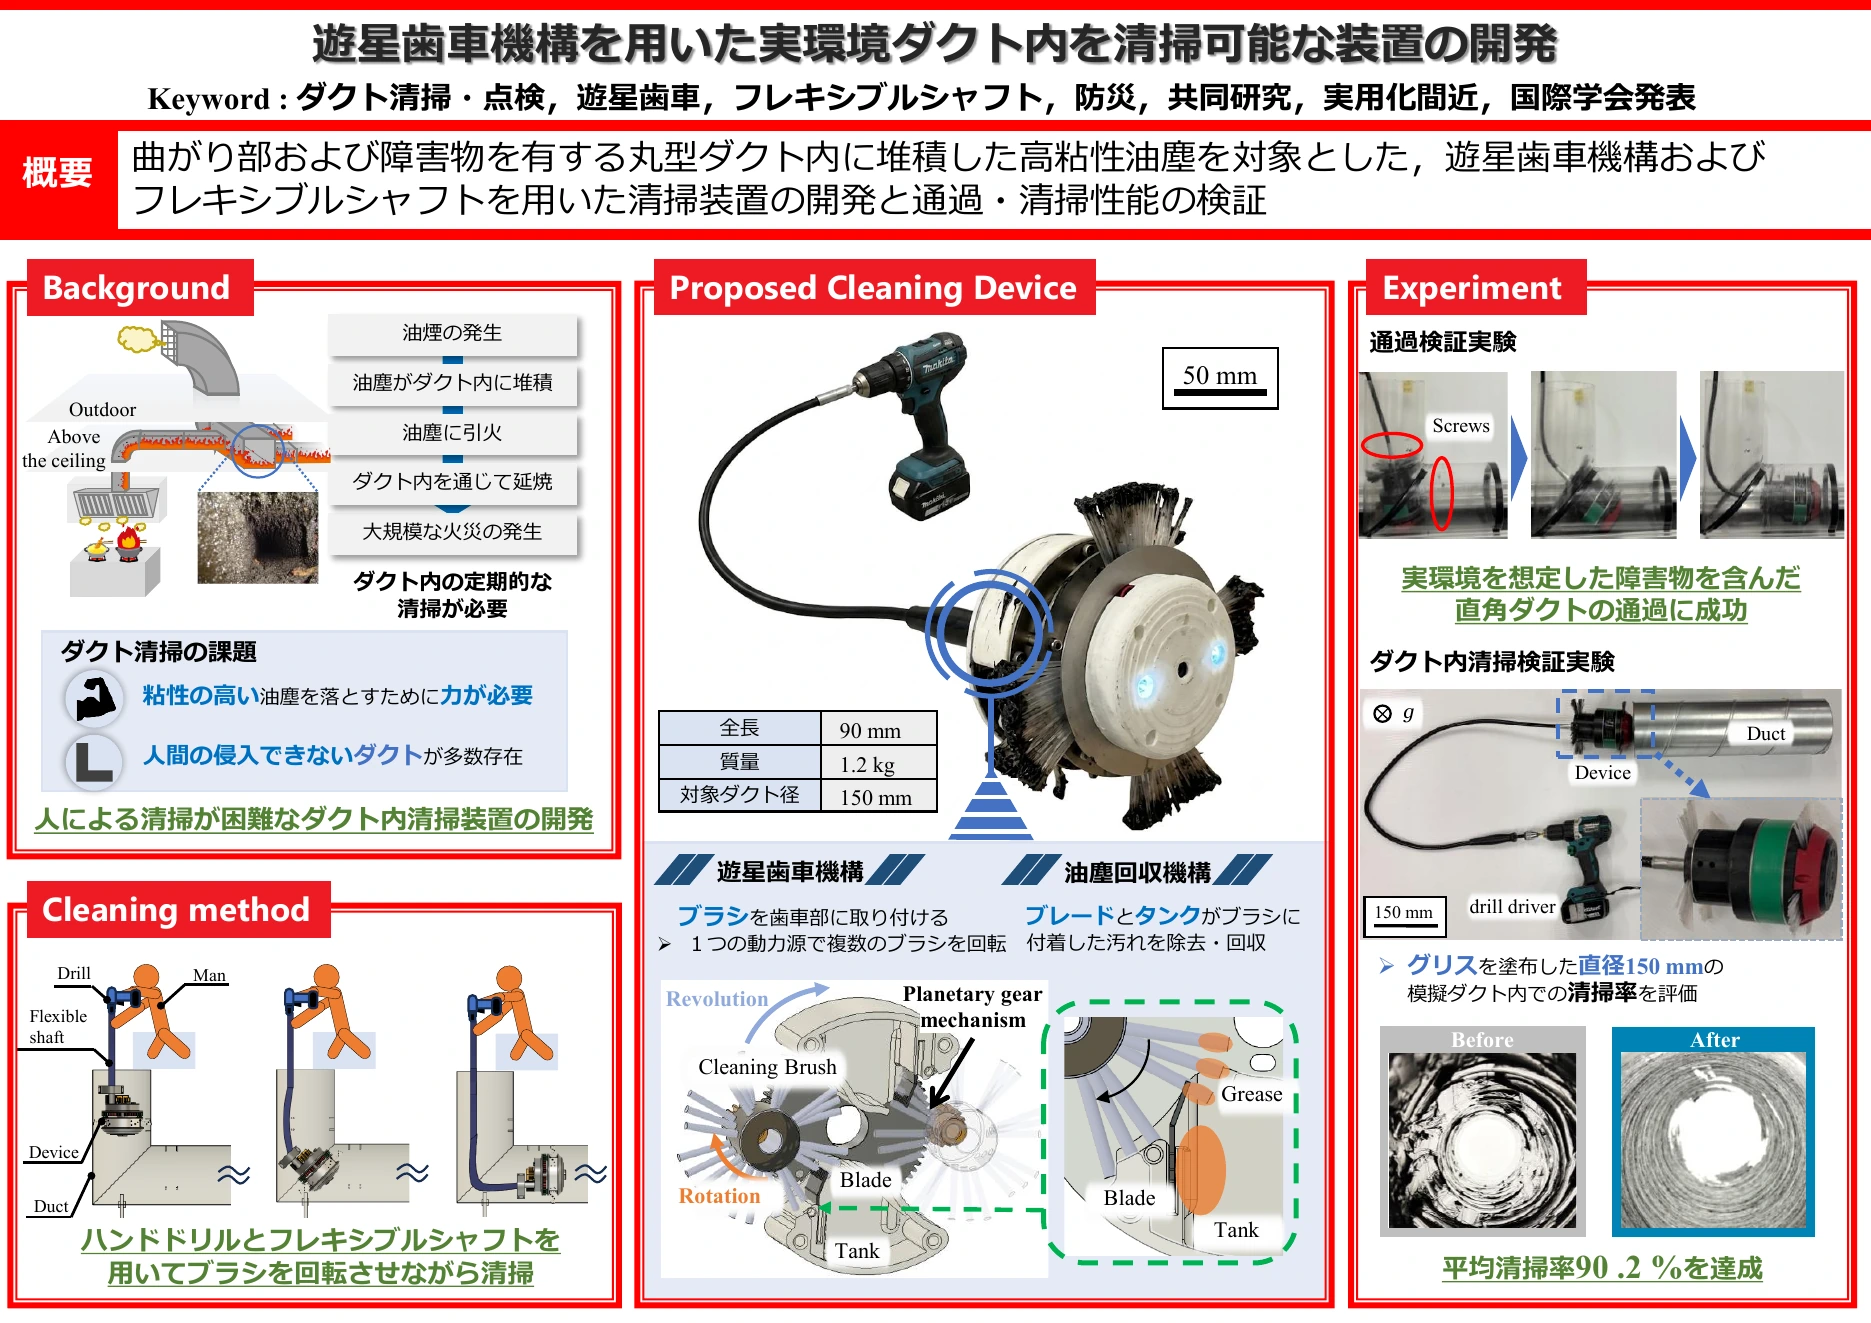 遊星歯車機構を用いた実環境ダクト内を清掃可能な装置の開発
Keyword : ダクト清掃・点検，遊星歯車，フレキシブルシャフト，防災，共同研究，実用化間近，国際学会発表
概要
曲がり部および障害物を有する丸型ダクト内に堆積した高粘性油塵を対象とした，遊星歯車機構および
フレキシブルシャフトを用いた清掃装置の開発と通過・清掃性能の検証
Background
Outdoor
Above
the ceiling
油煙の発生
油塵がダクト内に堆積
油塵に引火
ダクト内を通じて延焼
大規模な火災の発生
ダクト内の定期的な
清掃が必要
ダクト清掃の課題
粘性の高い油塵を落とすために力が必要
人間の侵入できないダクトが多数存在
人による清掃が困難なダクト内清掃装置の開発
Cleaning method
Drill
Man
Flexible
shaft
Device
Duct
ハンドドリルとフレキシブルシャフトを
用いてブラシを回転させながら清掃
Proposed Cleaning Device
makita
50 mm
全長 90 mm
質量 1.2 kg
対象ダクト径 150 mm
遊星歯車機構
ブラシを歯車部に取り付ける
➢ １つの動力源で複数のブラシを回転
油塵回収機構
ブレードとタンクがブラシに
付着した汚れを除去・回収
Revolution
Planetary gear
mechanism
Cleaning Brush
Rotation
Blade
Tank
Grease
Blade
Tank
Experiment
通過検証実験
Screws
実環境を想定した障害物を含んだ
直角ダクトの通過に成功
ダクト内清掃検証実験
⊗ g
Duct
Device
drill driver
150 mm
➢ グリスを塗布した直径150 mmの
模擬ダクト内での清掃率を評価
Before
After
平均清掃率90 .2 %を達成